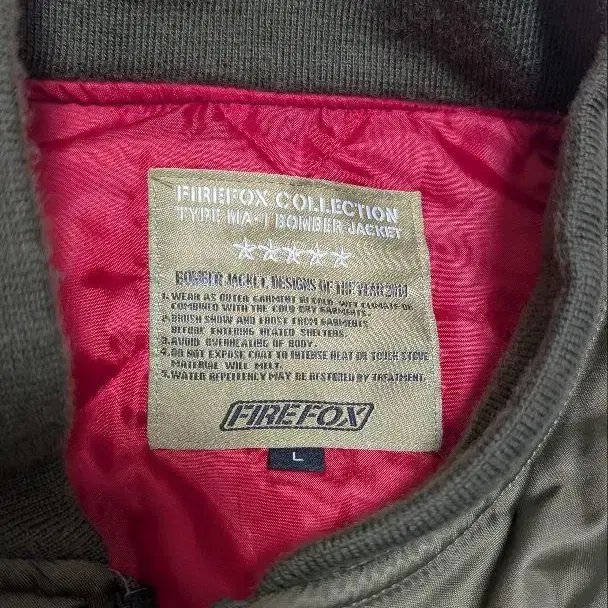 FIREFOX COLLECTION
TYPE MA-1 BOMBER JACKET
BOMBER JACKET, DESIGNS OF THE YEAR
1. WEAR AS OUTER GARMENT IN COLD WET CLIMATE OR
COMBINED WITH THE COLD DRY GARMENTS.
2. BRUSH SNOW AND FROST FROM GARMENTS
BEFORE ENTERING HEATED SHELTERS.
3. AVOID OVERHEATING OF BODY.
4. DO NOT EXPOSE COAT TO INTENSE HEAT OR TOUCH STOVE
MATERIAL WILL MELT.
5. WATER REPELLENCY MAY BE RESTORED BY TREATMENT.
FIREFOX
L